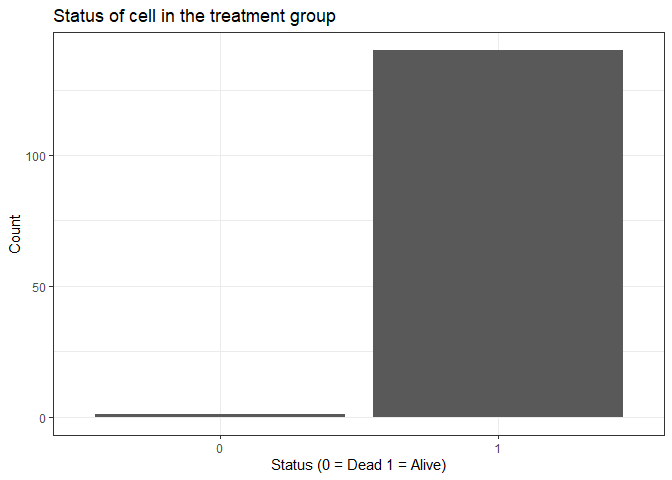 Status of cell in the treatment group
Count
100
50
0
0
1
Status (0 = Dead 1 = Alive)